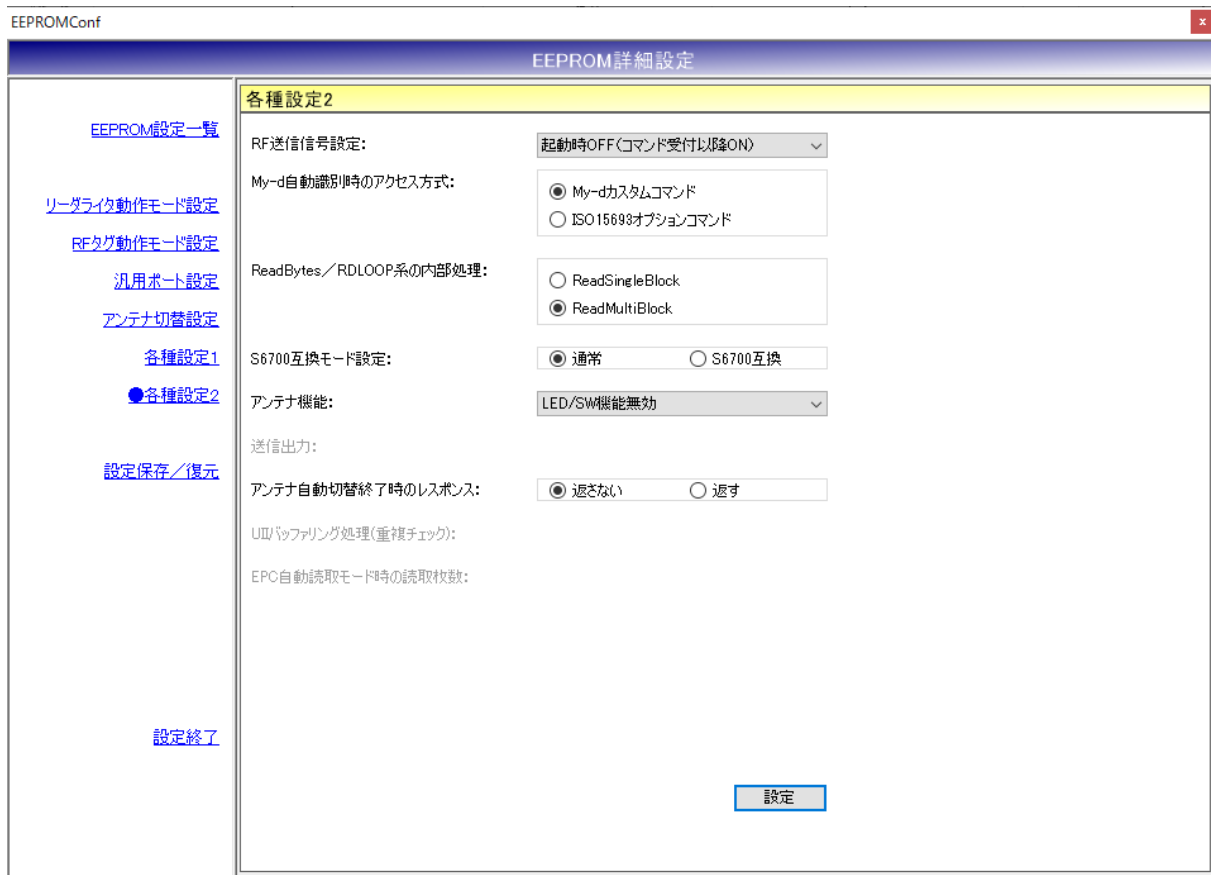 EEPROMConf
x
EEPROM詳細設定
EEPROM設定一覧
リーダライタ動作モード設定
RFタグ動作モード設定
汎用ポート設定
アンテナ切替設定
各種設定1
●各種設定2
設定保存／復元
設定終了
各種設定2
RF送信信号設定:
起動時OFF(コマンド受付以降ON)
My-d自動識別時のアクセス方式:
My-dカスタムコマンド
ISO15693オプションコマンド
ReadBytes／RDLOOP系の内部処理:
ReadSingleBlock
ReadMultiBlock
S6700互換モード設定:
通常 S6700互換
アンテナ機能:
LED/SW機能無効
送信出力:
アンテナ自動切替終了時のレスポンス:
返さない 返す
UIIバッファリング処理(重複チェック):
EPC自動読取モード時の読取枚数:
設定